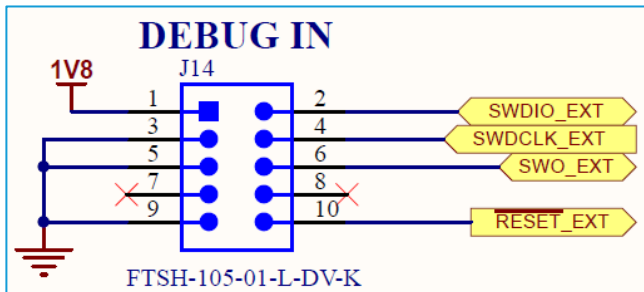 DEBUG IN
1V8
J14
1 2 SWDIO_EXT
3 4 SWDCLK_EXT
5 6 SWO_EXT
7 8
9 10 RESET_EXT
FTSH-105-01-L-DV-K